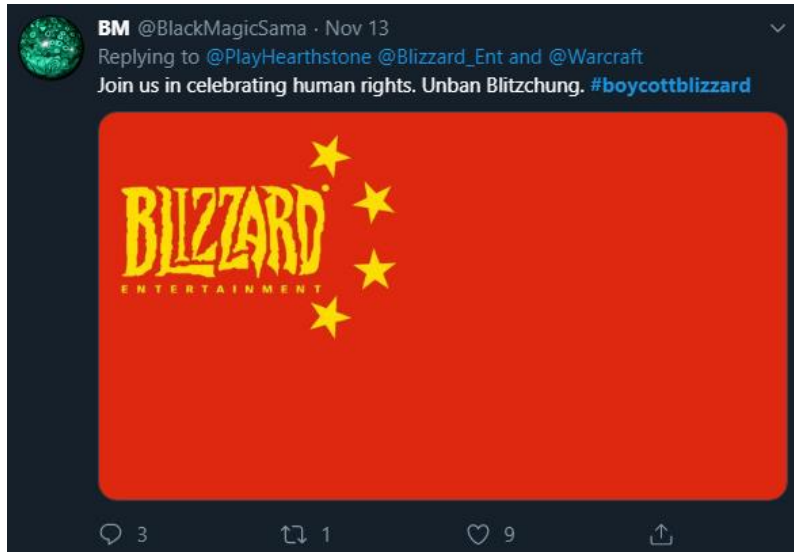 BM @BlackMagicSama · Nov 13
Replying to @PlayHearthstone @Blizzard_Ent and @Warcraft
Join us in celebrating human rights. Unban Blitzchung. #boycottblizzard
BLIZZARD
ENTERTAINMENT
3 1 9